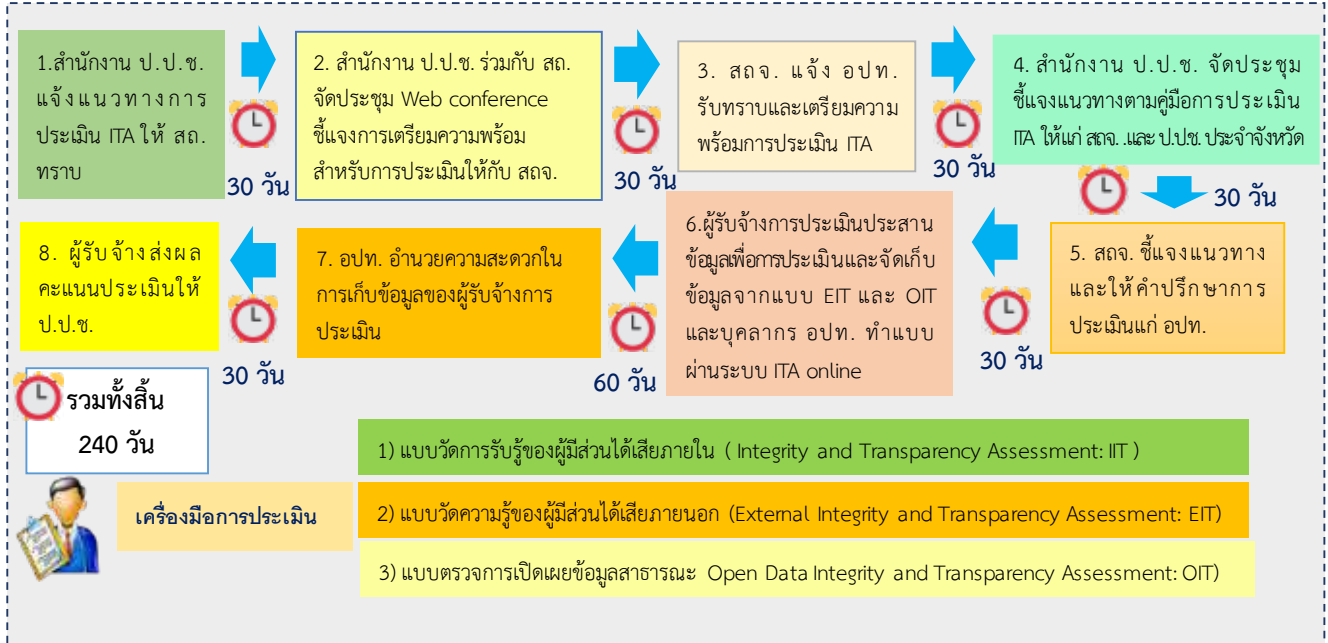 1.สำนักงาน ป.ป.ช.
แจ้งแนวทางการ
ประเมิน ITA ให้ สถ.
ทราบ
30 วัน
2. สำนักงาน ป.ป.ช. ร่วมกับ สถ.
จัดประชุม Web conference
ชี้แจงการเตรียมความพร้อม
สำหรับการประเมินให้กับ สถจ.
30 วัน
3. สถจ. แจ้ง อปท.
รับทราบและเตรียมความ
พร้อมการประเมิน ITA
30 วัน
4. สำนักงาน ป.ป.ช. จัดประชุม
ชี้แจงแนวทางตามคู่มือการประเมิน
ITA ให้แก่ สถจ. .และ ป.ป.ช. ประจำจังหวัด
30 วัน
5. สถจ. ชี้แจงแนวทาง
และให้คำปรึกษาการ
ประเมินแก่ อปท.
30 วัน
6.ผู้รับจ้างการประเมินประสาน
ข้อมูลเพื่อการประเมินและจัดเก็บ
ข้อมูลจากแบบ EIT และ OIT
และบุคลากร อปท. ทำแบบ
ผ่านระบบ ITA online
60 วัน
7. อปท. อำนวยความสะดวกใน
การเก็บข้อมูลของผู้รับจ้างการ
ประเมิน
30 วัน
8. ผู้รับจ้างส่งผล
คะแนนประเมินให้
ป.ป.ช.
รวมทั้งสิ้น
240 วัน
เครื่องมือการประเมิน
1) แบบวัดการรับรู้ของผู้มีส่วนได้เสียภายใน ( Integrity and Transparency Assessment: IIT )
2) แบบวัดความรู้ของผู้มีส่วนได้เสียภายนอก (External Integrity and Transparency Assessment: EIT)
3) แบบตรวจการเปิดเผยข้อมูลสาธารณะ Open Data Integrity and Transparency Assessment: OIT)